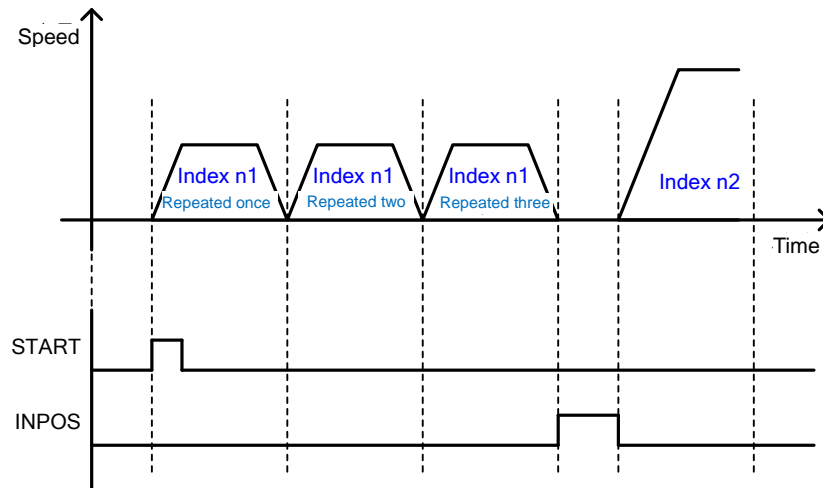 Speed
Index n1
Repeated once
Index n1
Repeated two
Index n1
Repeated three
Index n2
Time
START
INPOS